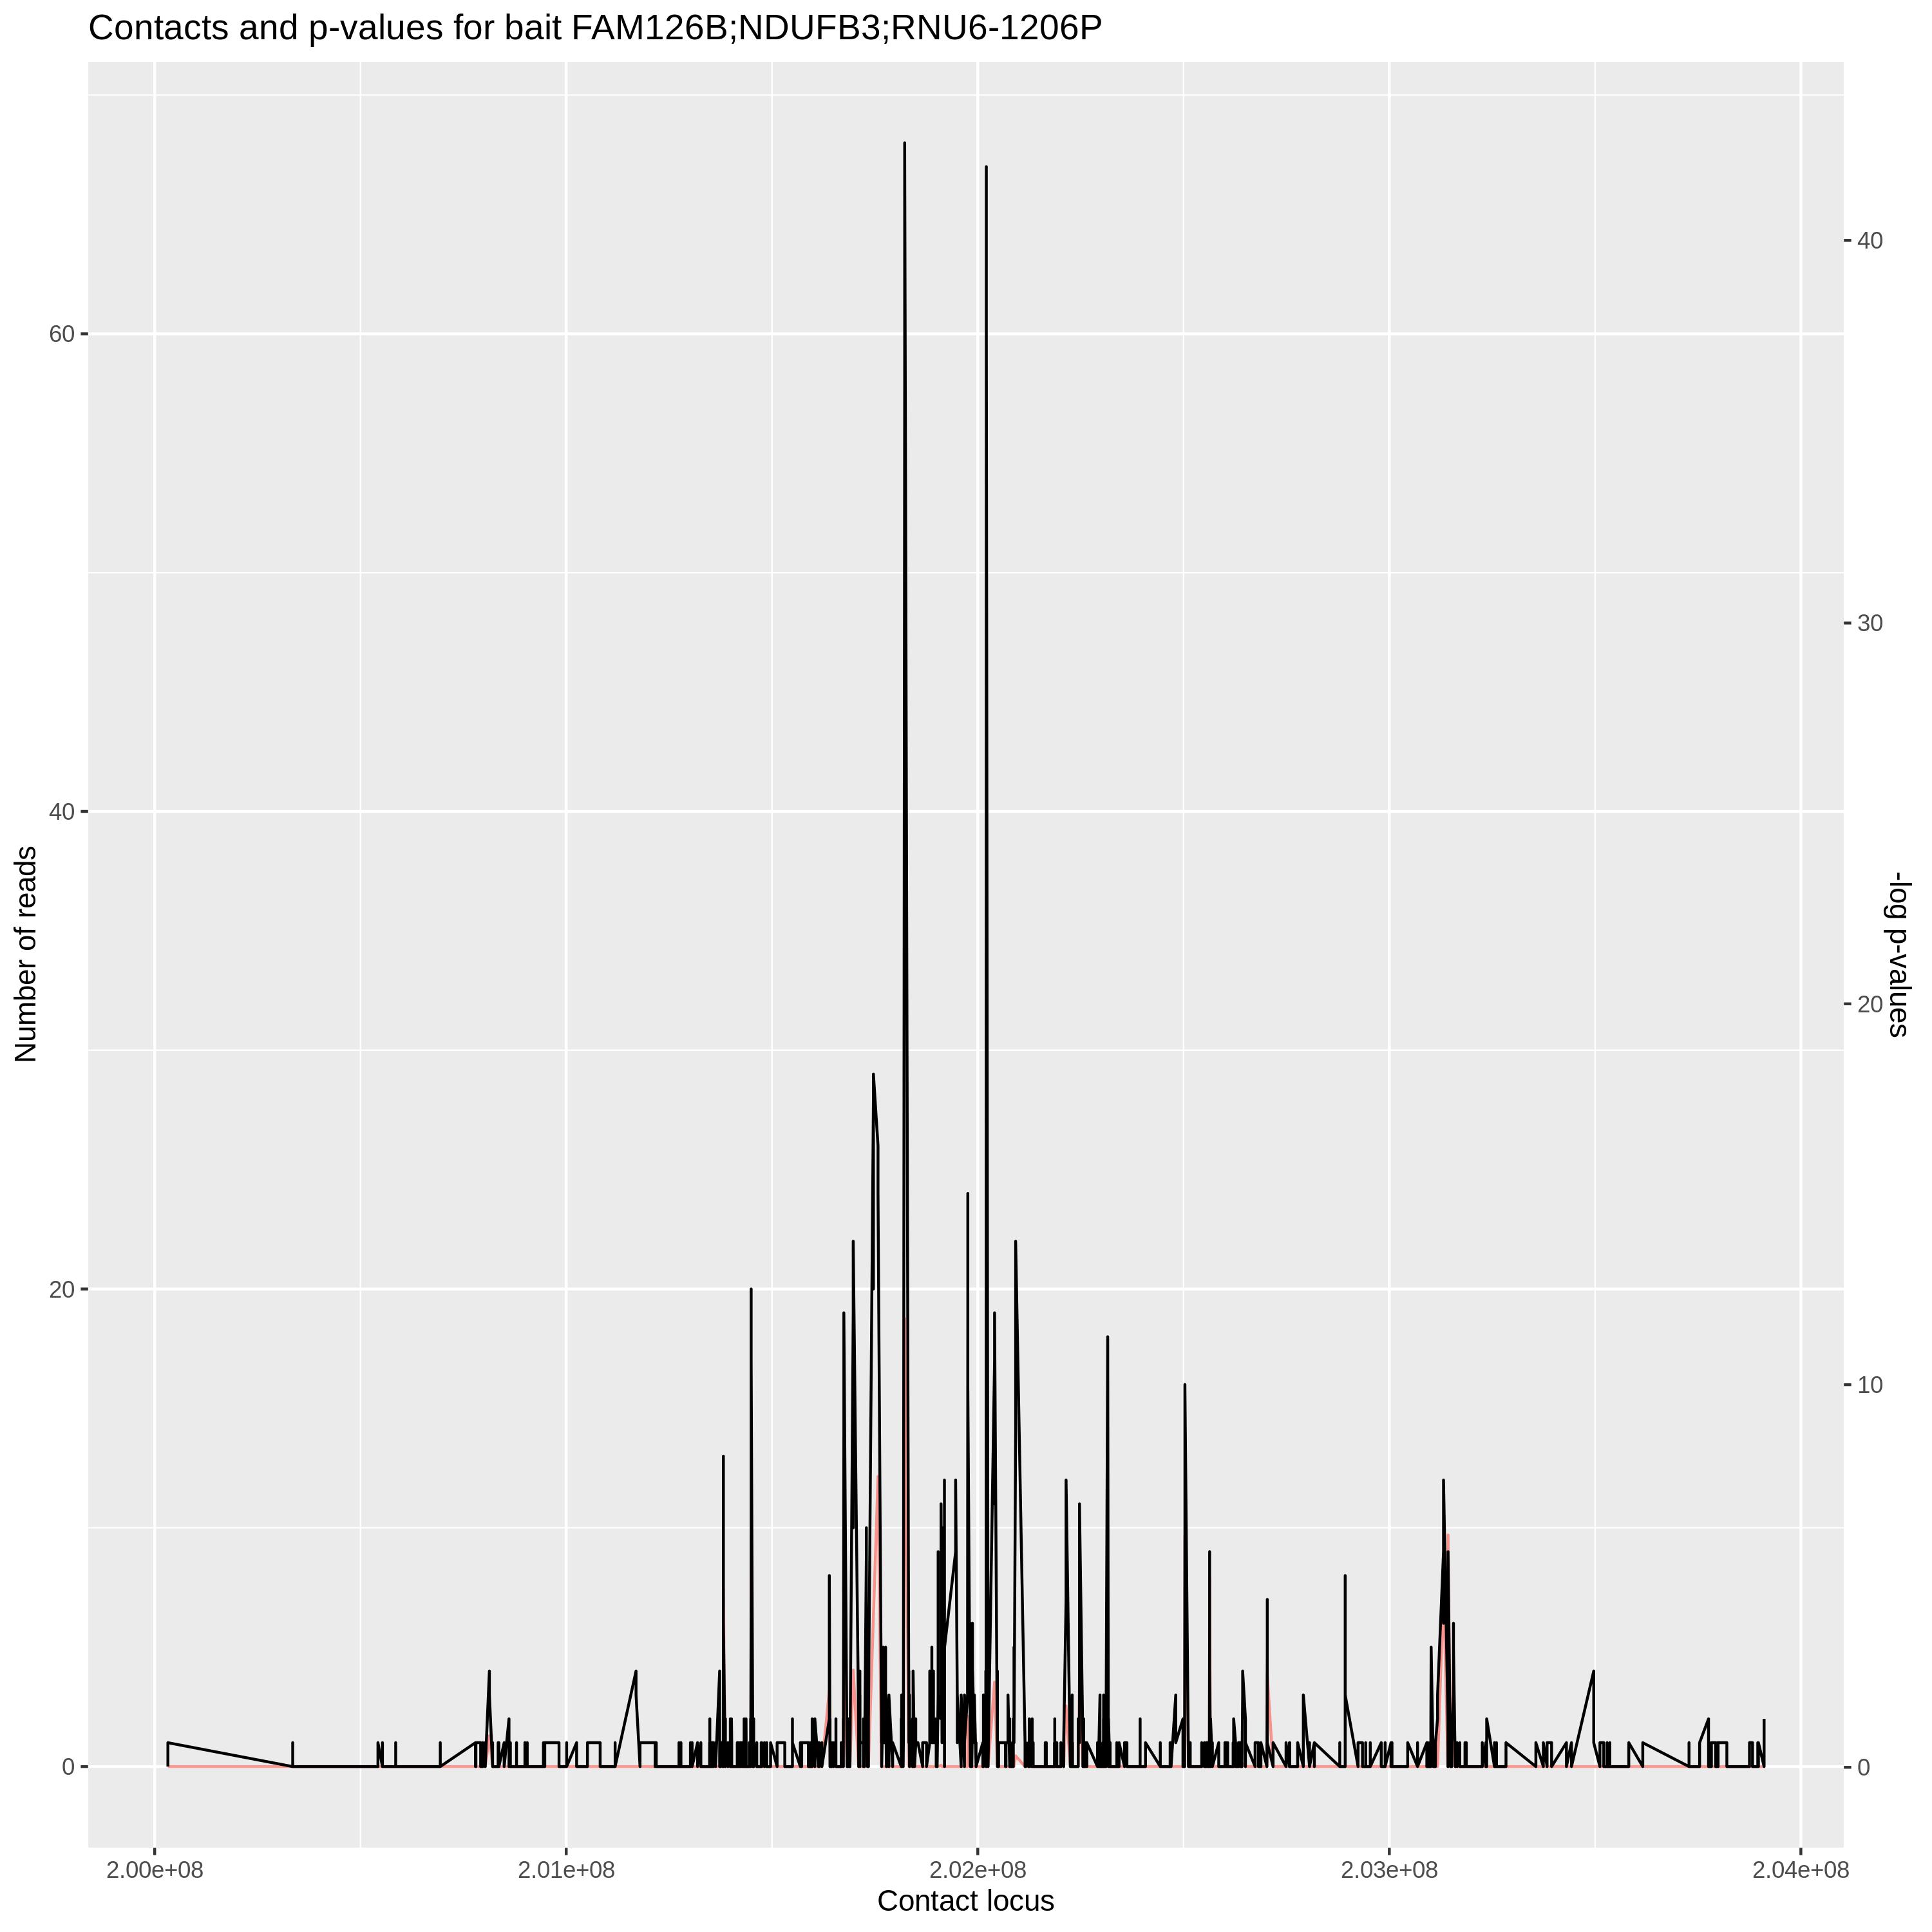 Contacts and p-values for bait FAM126B;NDUFB3;RNU6-1206P
60
40
20
0
Number of reads
40
30
20
10
0
-log p-values
2.00e+08 2.01e+08 2.02e+08 2.03e+08 2.04e+08
Contact locus